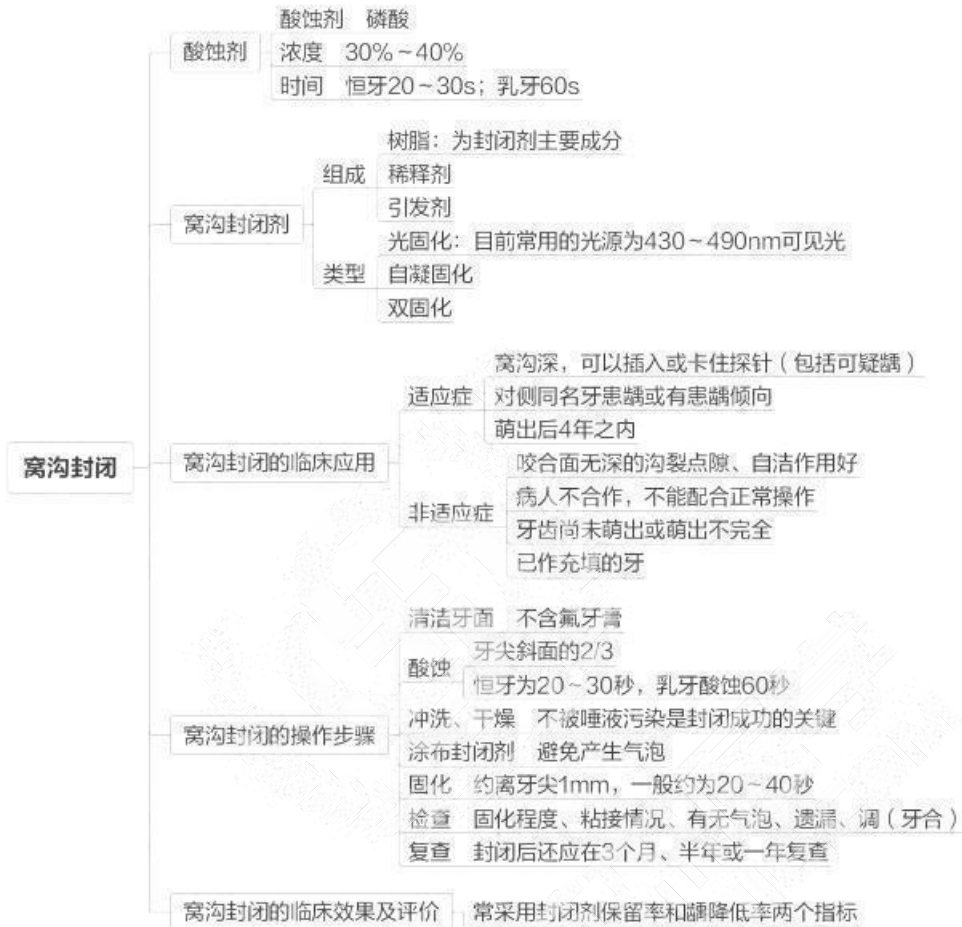 窝沟封闭
酸蚀剂
酸蚀剂 磷酸
浓度 30%~40%
时间 恒牙20~30s；乳牙60s
窝沟封闭剂
组成
树脂：为封闭剂主要成分
稀释剂
引发剂
类型
光固化：目前常用的光源为430~490nm可见光
自凝固化
双固化
窝沟封闭的临床应用
适应症
窝沟深，可以插入或卡住探针（包括可疑龋）
对侧同名牙患龋或有患龋倾向
萌出后4年之内
非适应症
咬合面无深的沟裂点隙、自洁作用好
病人不合作，不能配合正常操作
牙齿尚未萌出或萌出不完全
已作充填的牙
窝沟封闭的操作步骤
清洁牙面 不含氟牙膏
酸蚀
牙尖斜面的2/3
恒牙为20~30秒，乳牙酸蚀60秒
冲洗、干燥 不被唾液污染是封闭成功的关键
涂布封闭剂 避免产生气泡
固化 约离牙尖1mm，一般约为20~40秒
检查 固化程度、粘接情况、有无气泡、遗漏、调（牙合）
复查 封闭后还应在3个月、半年或一年复查
窝沟封闭的临床效果及评价 常采用封闭剂保留率和龋降低率两个指标